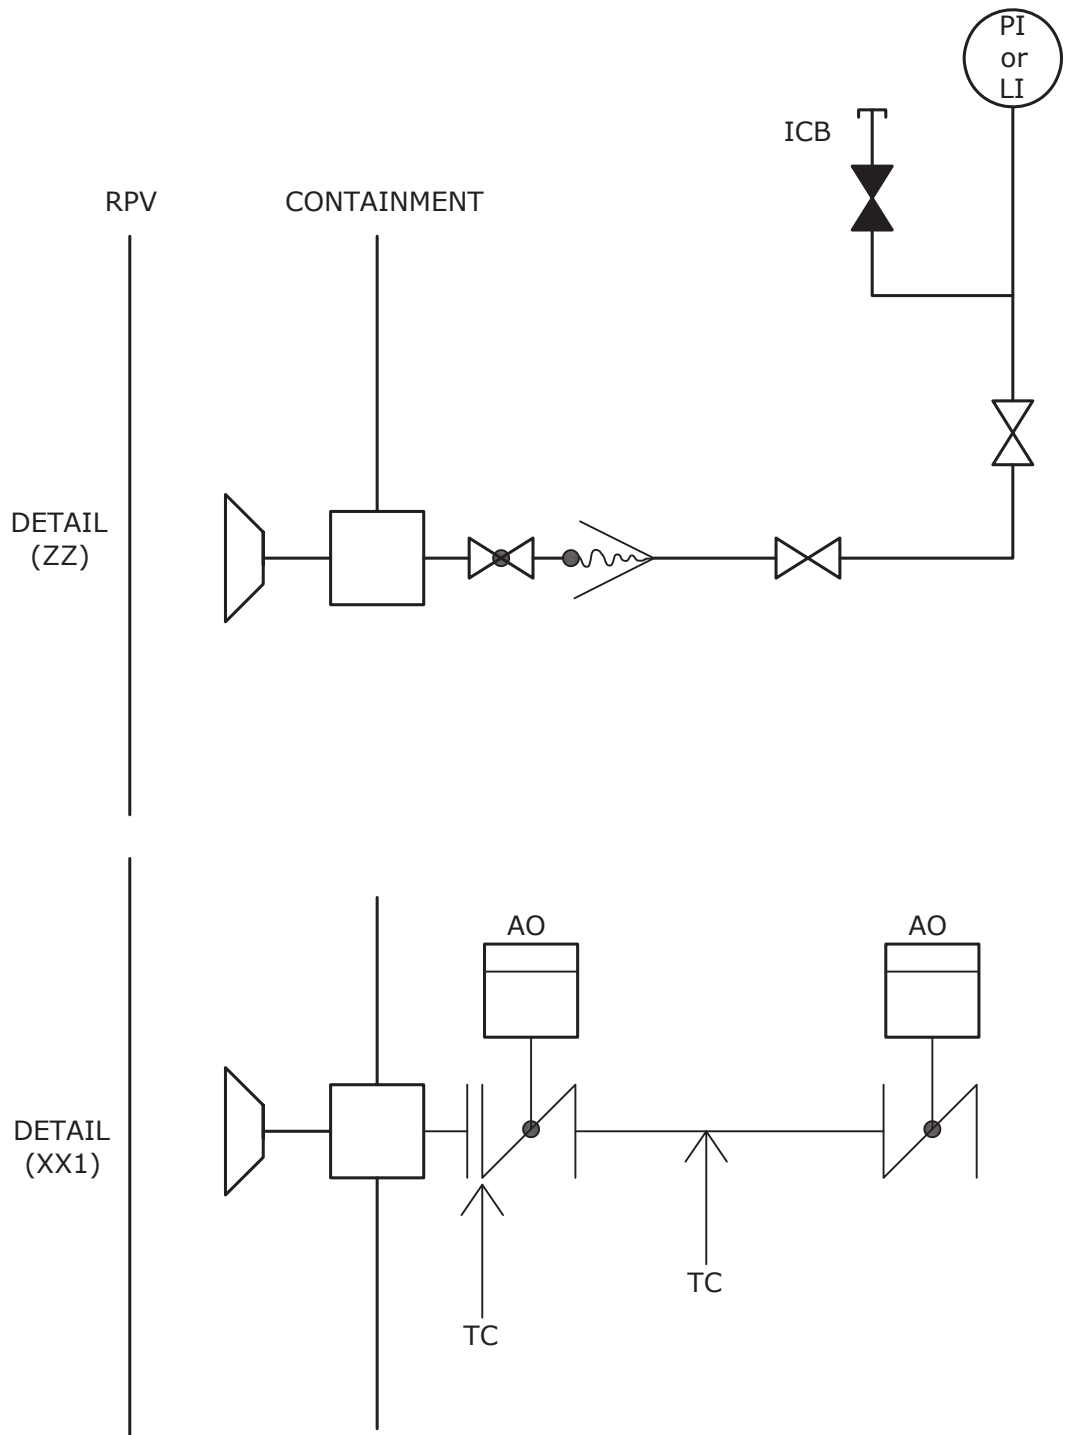 PI
or
LI
ICB
RPV
CONTAINMENT
DETAIL
(ZZ)
AO
AO
DETAIL
(XX1)
TC
TC